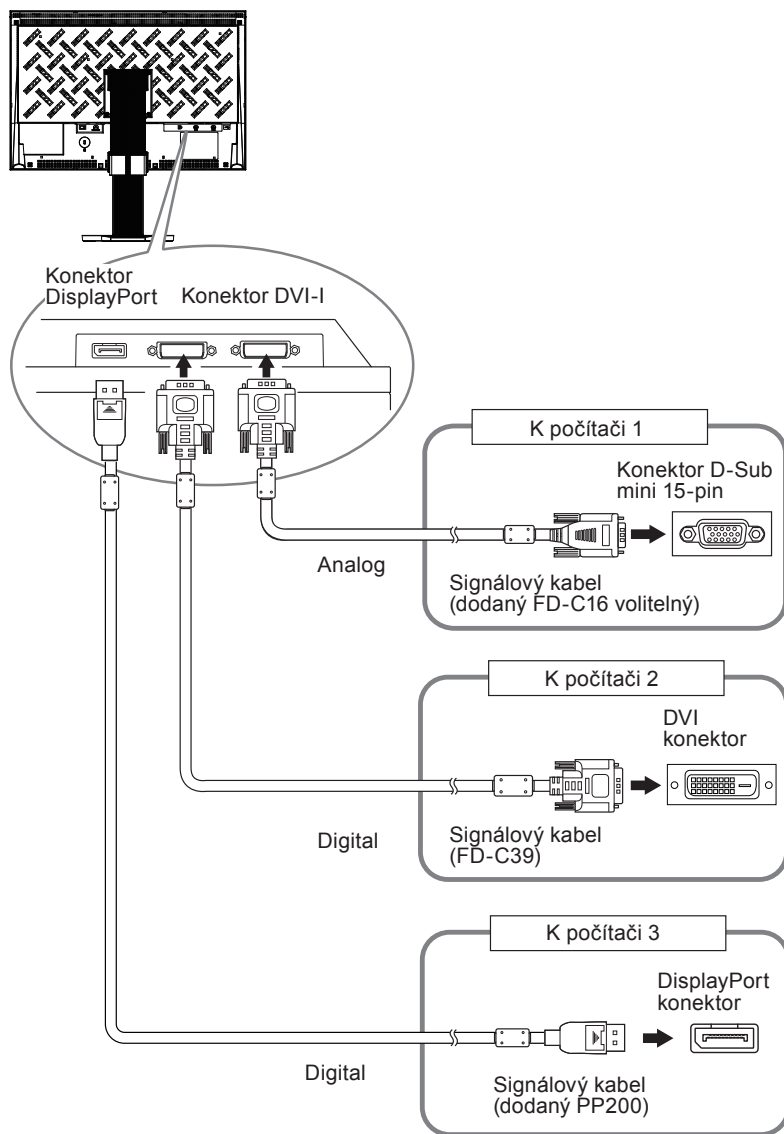 Konektor
DisplayPort
Konektor DVI-I
K počítači 1
Konektor D-Sub
mini 15-pin
Analog
Signálový kabel
(dodaný FD-C16 volitelný)
K počítači 2
DVI
konektor
Digital
Signálový kabel
(FD-C39)
K počítači 3
DisplayPort
konektor
Digital
Signálový kabel
(dodaný PP200)